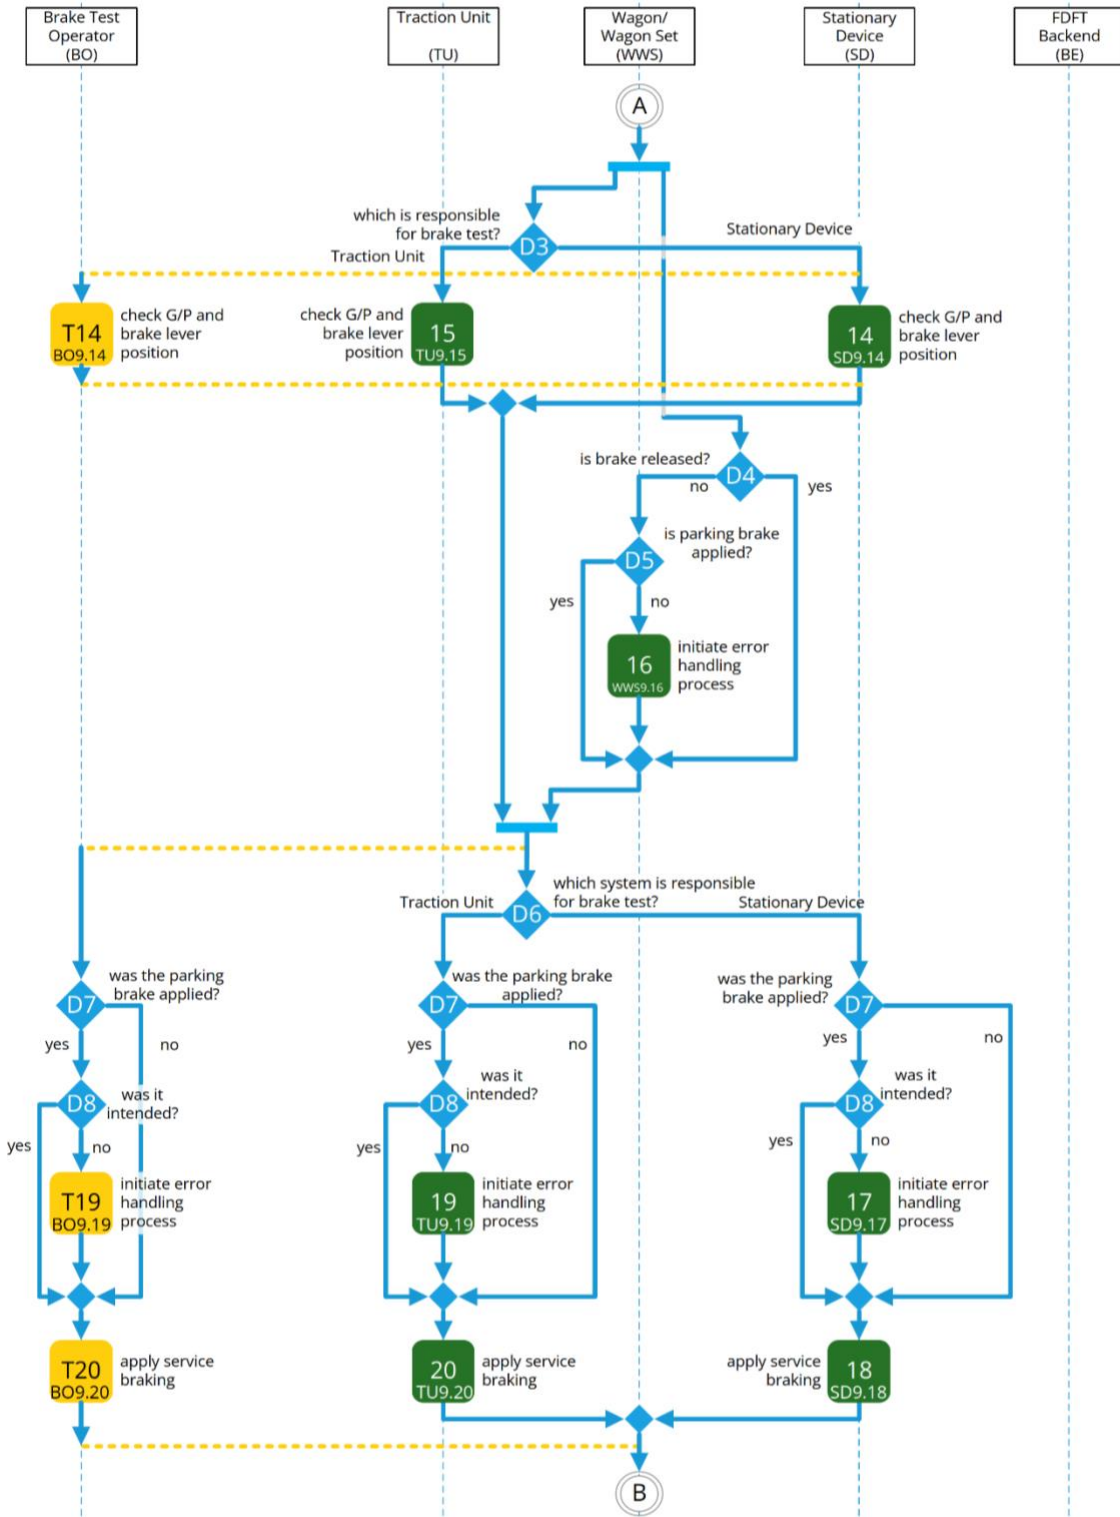 Brake Test
Operator
(BO)
Traction Unit
(TU)
Wagon/
Wagon Set
(WWS)
Stationary
Device
(SD)
FDFT
Backend
(BE)
A
which is responsible
for brake test?
D3
Traction Unit
Stationary Device
T14
BO9.14
check G/P and
brake lever
position
check G/P and
brake lever
position
15
TU9.15
14
SD9.14
check G/P and
brake lever
position
is brake released?
D4
no
yes
D5
is parking brake
applied?
yes
no
16
WWS9.16
initiate error
handling
process
which system is responsible
for brake test?
Traction Unit
D6
Stationary Device
was the parking
brake applied?
D7
yes
no
was the parking brake
applied?
D7
yes
no
was the parking
brake applied?
D7
yes
no
D8
was it
intended?
yes
no
D8
was it
intended?
yes
no
D8
was it
intended?
yes
no
T19
BO9.19
initiate error
handling
process
19
TU9.19
initiate error
handling
process
17
SD9.17
initiate error
handling
process
T20
BO9.20
apply service
braking
20
TU9.20
apply service
braking
apply service
braking
18
SD9.18
B